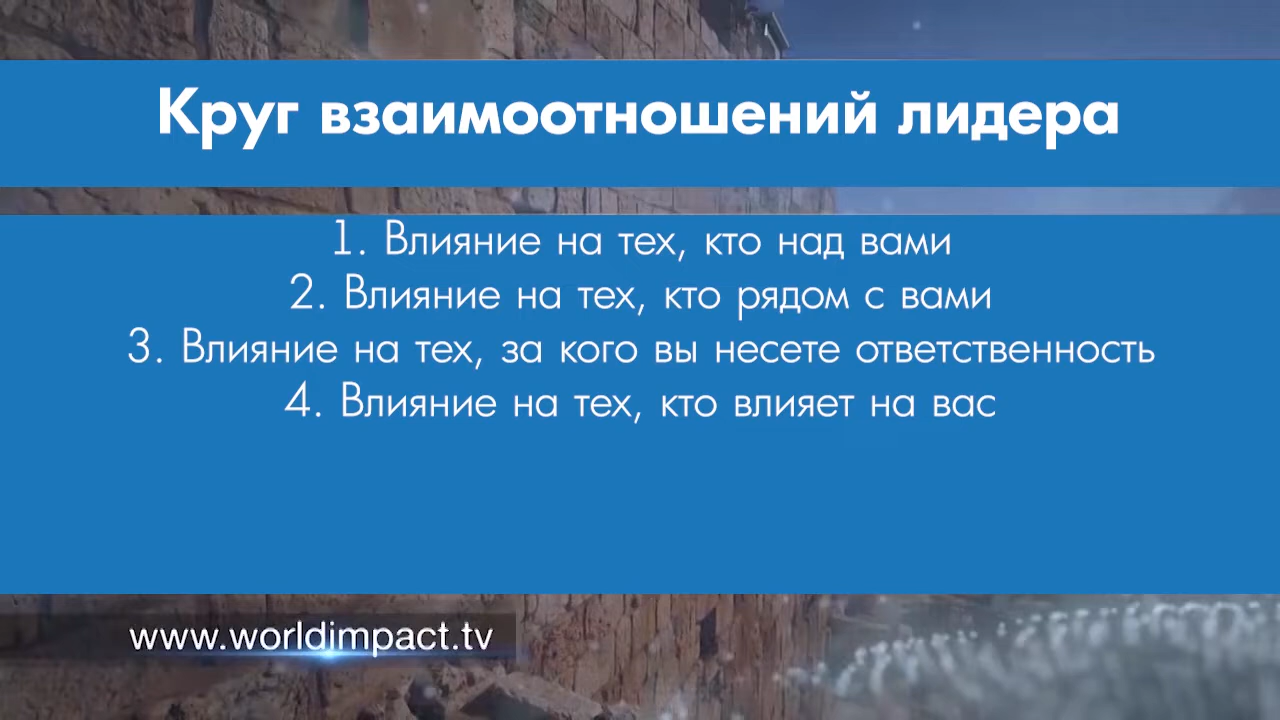 Круг взаимоотношений лидера
1. Влияние на тех, кто над вами
2. Влияние на тех, кто рядом с вами
3. Влияние на тех, за кого вы несете ответственность
4. Влияние на тех, кто влияет на вас
www.worldimpact.tv